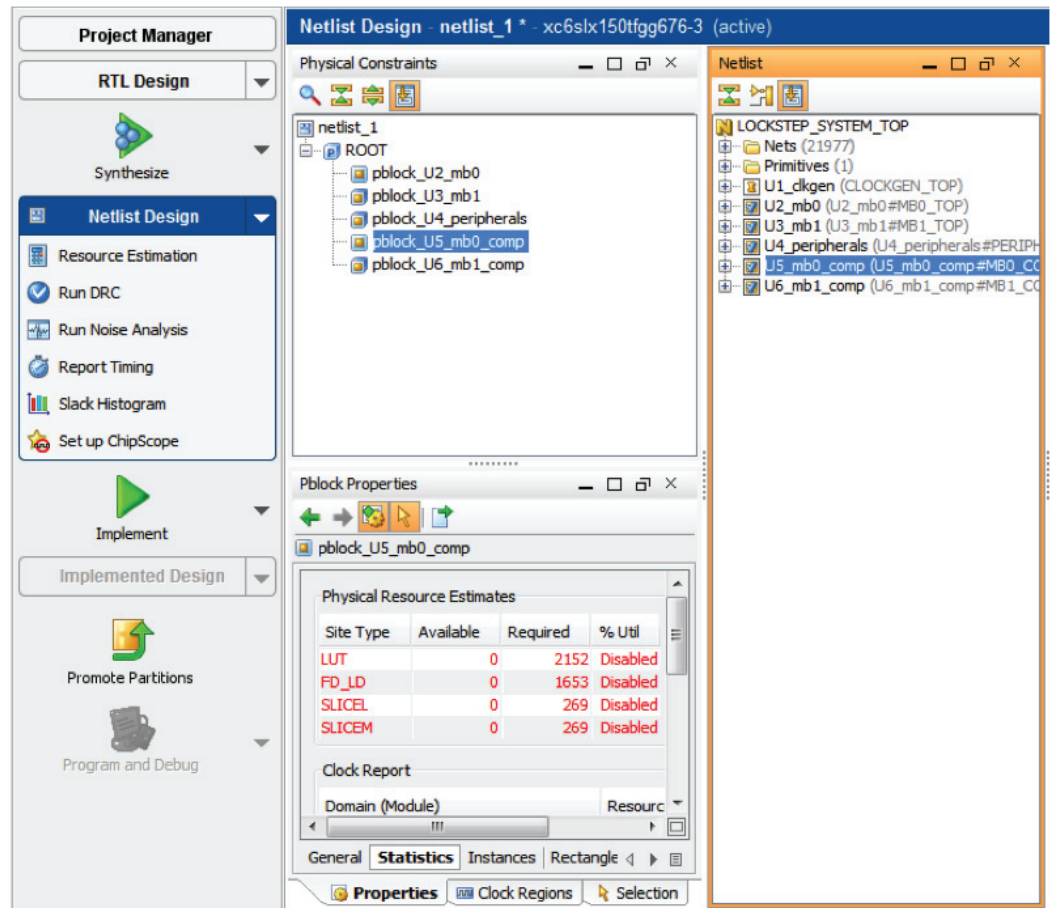 Project Manager
RTL Design
Synthesize
Netlist Design
Resource Estimation
Run DRC
Run Noise Analysis
Report Timing
Slack Histogram
Set up ChipScope
Implement
Implemented Design
Promote Partitions
Program and Debug
Netlist Design - netlist_1 * - xc6slx150tfgg676-3 (active)
Physical Constraints
netlist_1
ROOT
pblock_U2_mb0
pblock_U3_mb1
pblock_U4_peripherals
pblock_U5_mb0_comp
pblock_U6_mb1_comp
Pblock Properties
pblock_U5_mb0_comp
Physical Resource Estimates
Site Type Available Required % Util
LUT 0 2152 Disabled
FD_LD 0 1653 Disabled
SLICEL 0 269 Disabled
SLICEM 0 269 Disabled
Clock Report
Domain (Module) Resourc
General Statistics Instances Rectangle
Properties Clock Regions Selection
Netlist
LOCKSTEP_SYSTEM_TOP
Nets (21977)
Primitives (1)
U1_clkgen (CLOCKGEN_TOP)
U2_mb0 (U2_mb0#MB0_TOP)
U3_mb1 (U3_mb1#MB1_TOP)
U4_peripherals (U4_peripherals#PERIPH
U5_mb0_comp (U5_mb0_comp#MB0_CO
U6_mb1_comp (U6_mb1_comp#MB1_CO